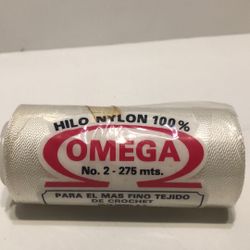 HILO NYLON 100%
OMEGA
No. 2 - 275 mts.
PARA EL MAS FINO TEJIDO
DE CROCHET